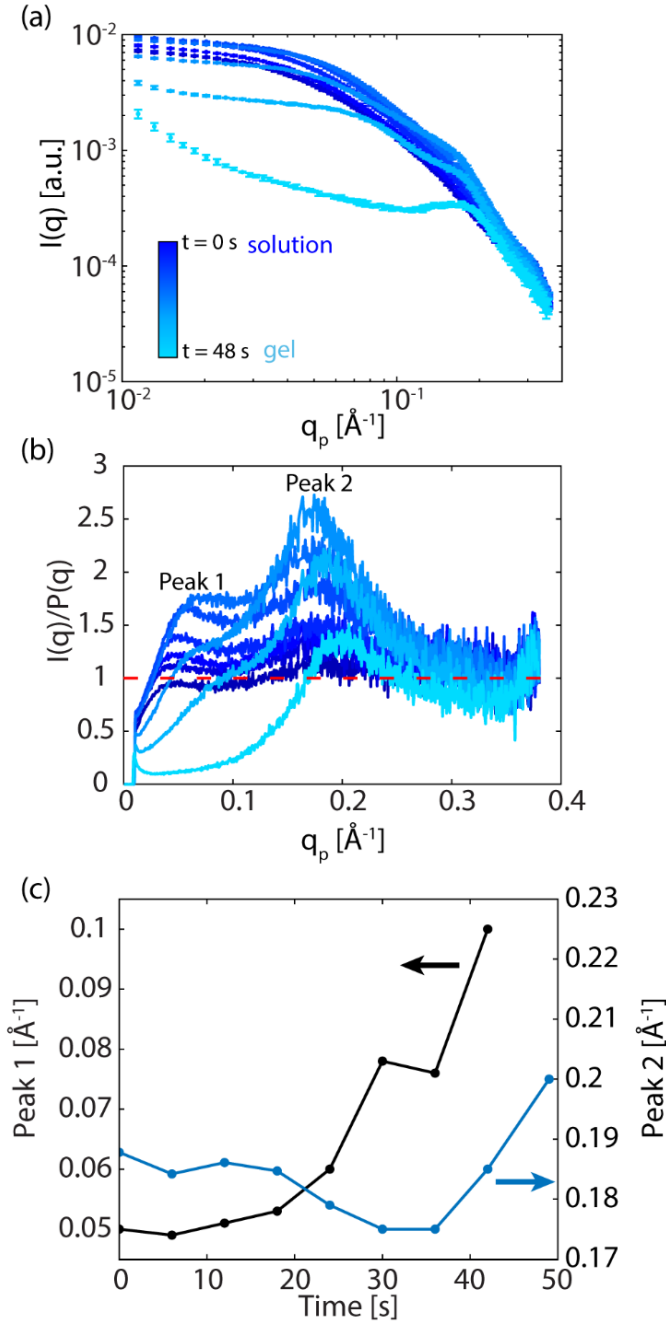 (a)
10⁻²
10⁻³
10⁻⁴
10⁻⁵
I(q) [a.u.]
t = 0 s solution
t = 48 s gel
10⁻² 10⁻¹
qₚ [Å⁻¹]
(b)
3
2.5
2
1.5
1
0.5
0
I(q)/P(q)
Peak 2
Peak 1
0 0.1 0.2 0.3 0.4
qₚ [Å⁻¹]
(c)
0.1
0.09
0.08
0.07
0.06
0.05
Peak 1 [Å⁻¹]
0.23
0.22
0.21
0.2
0.19
0.18
0.17
Peak 2 [Å⁻¹]
0 10 20 30 40 50
Time [s]